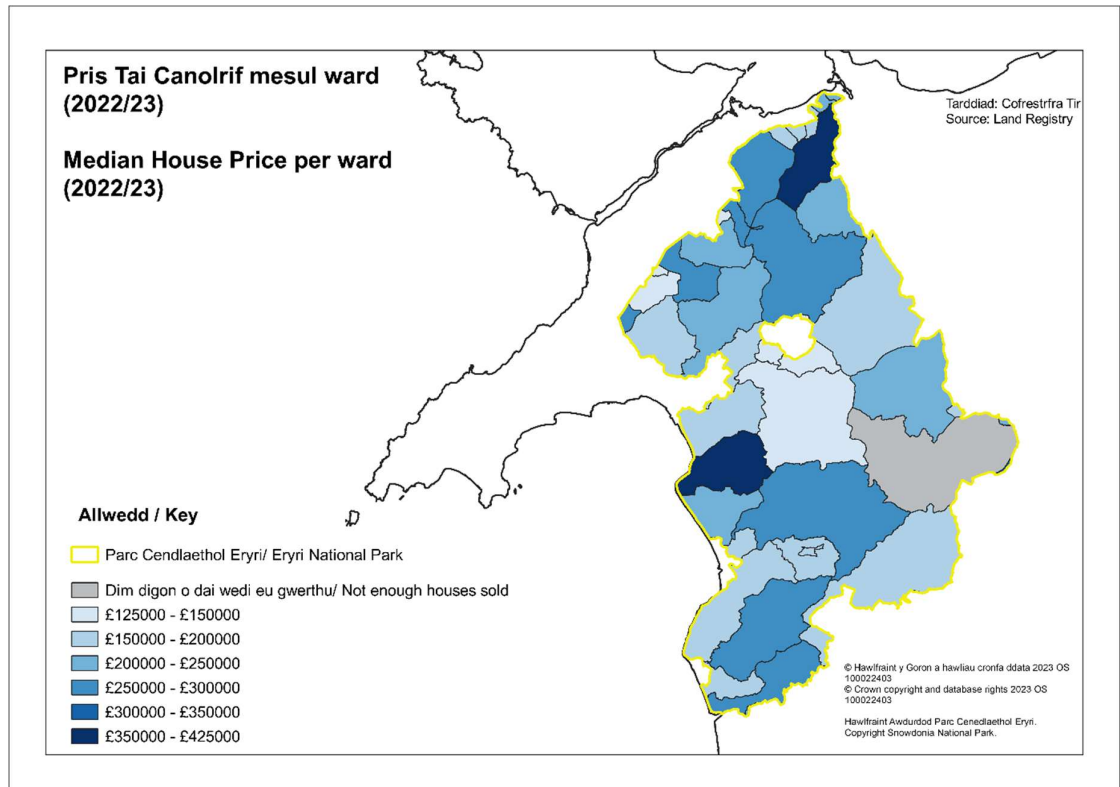 Pris Tai Canolrif mesul ward
(2022/23)
Median House Price per ward
(2022/23)
Tarddiad: Cofrestrfra Tir
Source: Land Registry
Allwedd / Key
Parc Cendlaethol Eryri/ Eryri National Park
Dim digon o dai wedi eu gwerthu/ Not enough houses sold
£125000 - £150000
£150000 - £200000
£200000 - £250000
£250000 - £300000
£300000 - £350000
£350000 - £425000
© Hawlfraint y Goron a hawliau cronfa ddata 2023 OS
100022403
© Crown copyright and database rights 2023 OS
100022403
Hawlfraint Awdurdod Parc Cenedlaethol Eryri.
Copyright Snowdonia National Park.